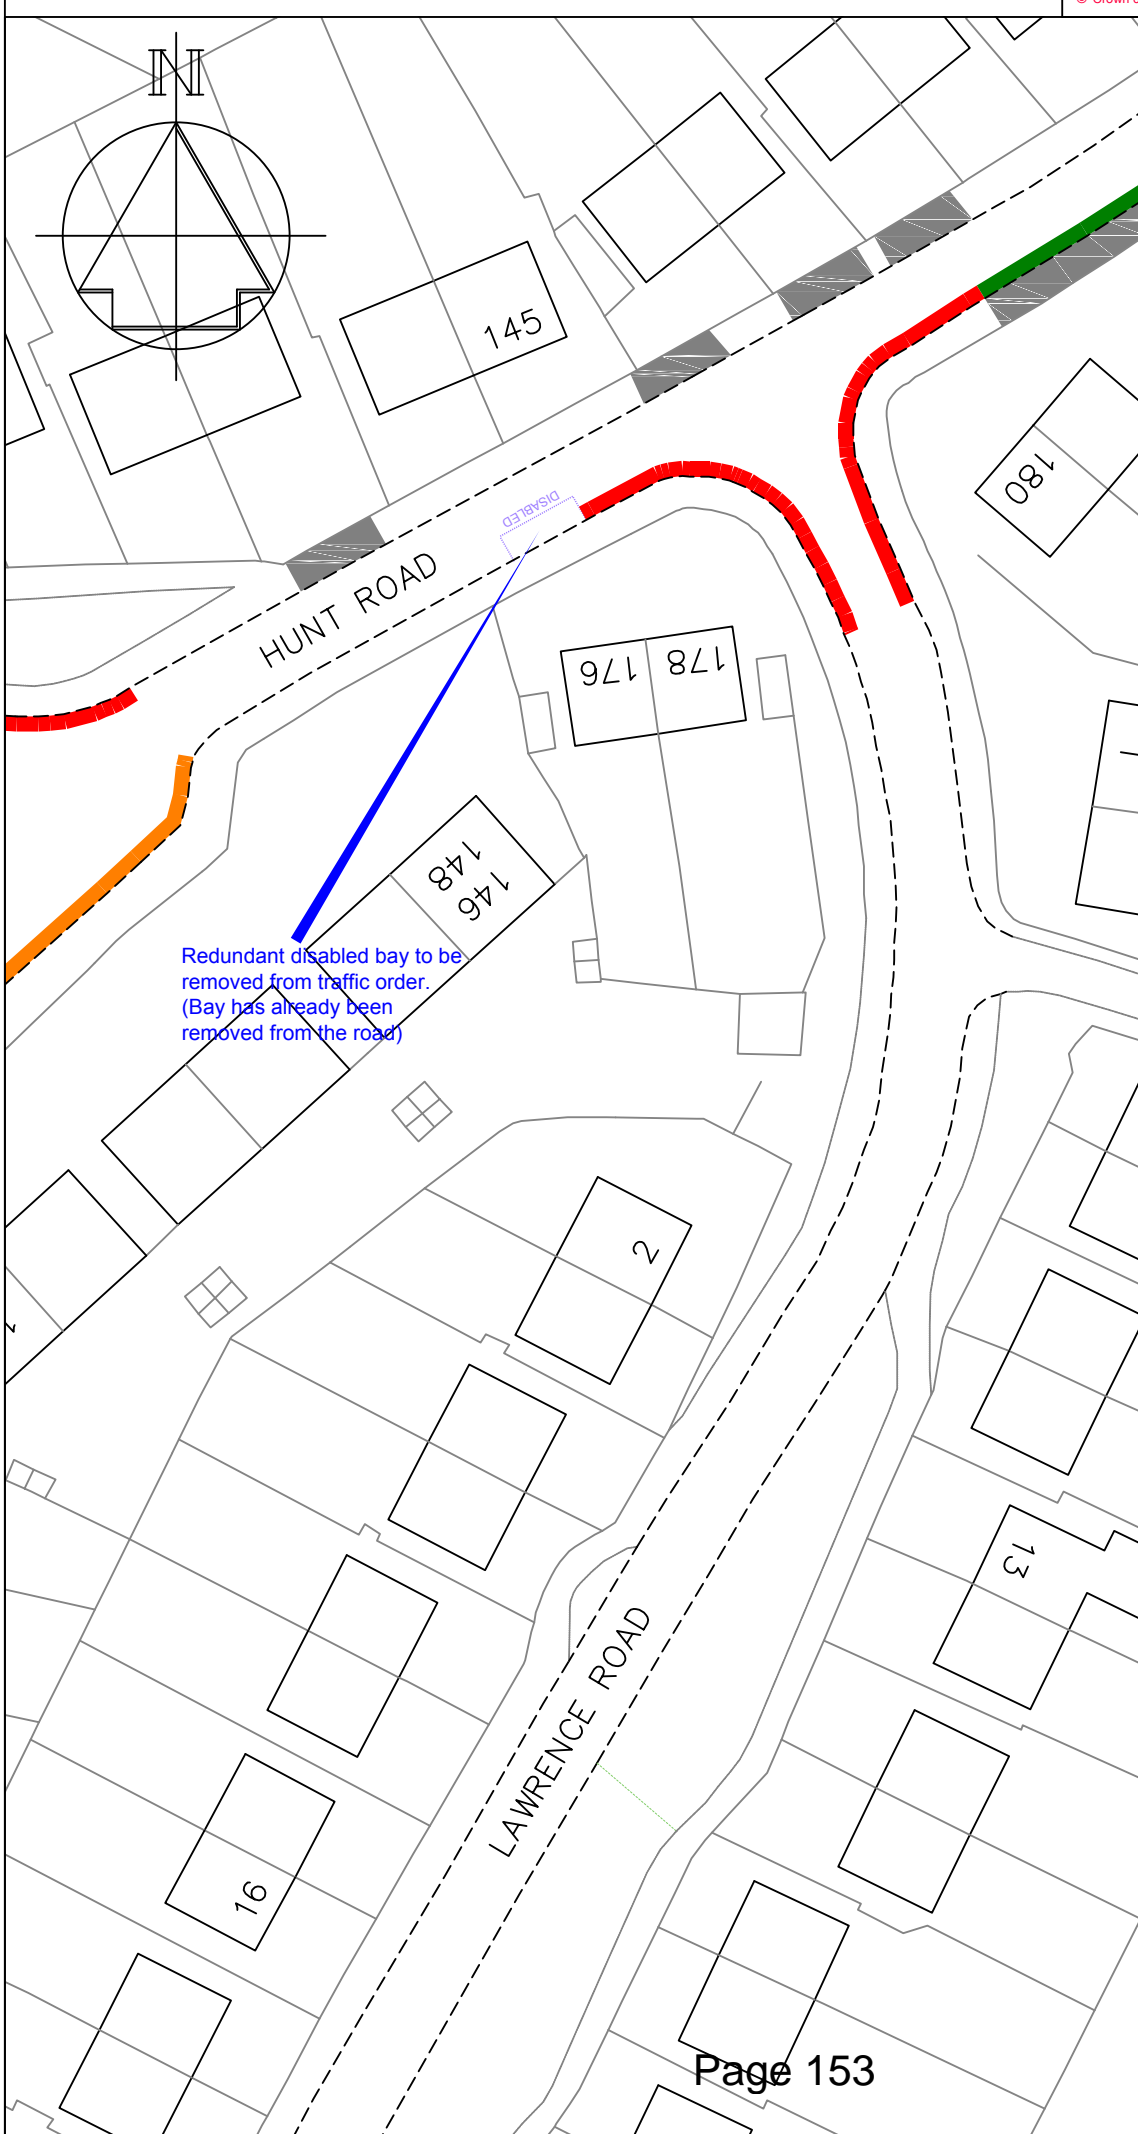 © Crown
N
145
180
DISABLED
HUNT ROAD
176
178
148
146
Redundant disabled bay to be
removed from traffic order.
(Bay has already been
removed from the road)
2
13
LAWRENCE ROAD
16
Page 153